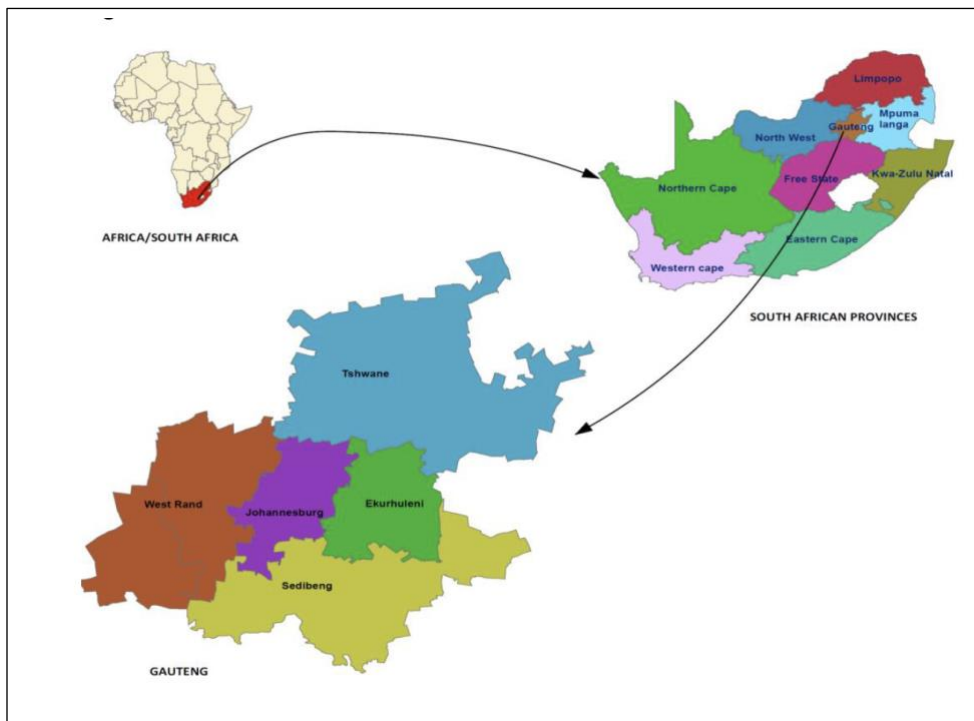 Limpopo
Mpuma
langa
Gauteng
North West
Free State
Kwa-Zulu Natal
Northern Cape
Eastern Cape
Western cape
AFRICA/SOUTH AFRICA
SOUTH AFRICAN PROVINCES
Tshwane
West Rand
Johannesburg
Ekurhuleni
Sedibeng
GAUTENG